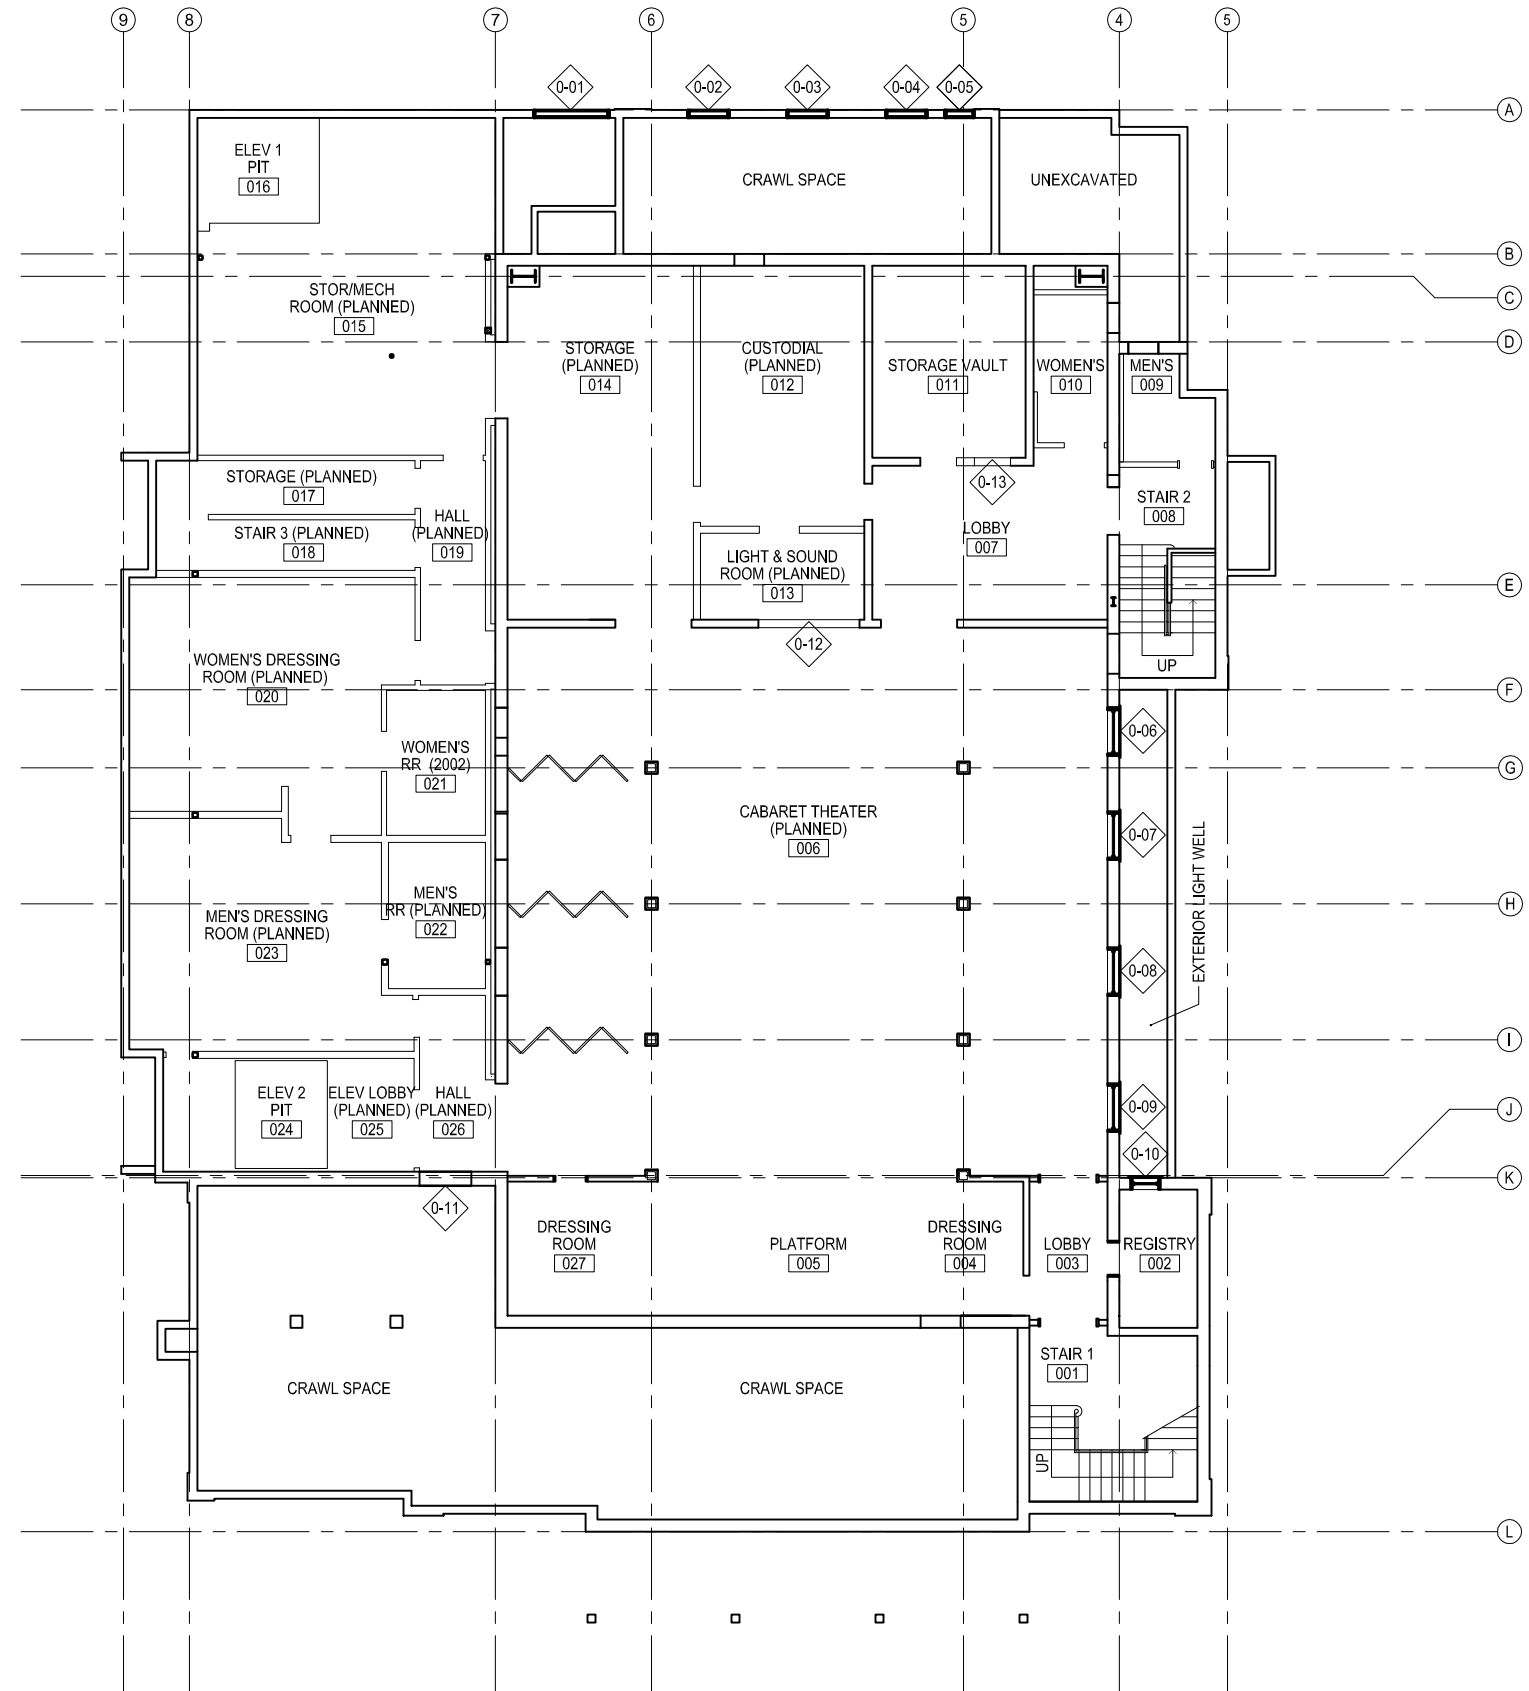 9 8 7 6 5 4 5
0-01 0-02 0-03 0-04 0-05
A
ELEV 1
PIT
016
CRAWL SPACE
UNEXCAVATED
B
C
STOR/MECH
ROOM (PLANNED)
015
D
STORAGE
(PLANNED)
014
CUSTODIAL
(PLANNED)
012
STORAGE VAULT
011
WOMEN'S
010
MEN'S
009
STORAGE (PLANNED)
017
0-13
STAIR 2
008
STAIR 3 (PLANNED)
018
HALL
(PLANNED)
019
LOBBY
007
LIGHT & SOUND
ROOM (PLANNED)
013
E
0-12
UP
WOMEN'S DRESSING
ROOM (PLANNED)
020
F
0-06
WOMEN'S
RR (2002)
021
G
CABARET THEATER
(PLANNED)
006
0-07
EXTERIOR LIGHT WELL
MEN'S
RR (PLANNED)
022
H
MEN'S DRESSING
ROOM (PLANNED)
023
0-08
I
ELEV 2
PIT
024
ELEV LOBBY
(PLANNED)
025
HALL
(PLANNED)
026
0-09
J
0-10
K
0-11
DRESSING
ROOM
027
PLATFORM
005
DRESSING
ROOM
004
LOBBY
003
REGISTRY
002
STAIR 1
001
CRAWL SPACE
CRAWL SPACE
UP
L